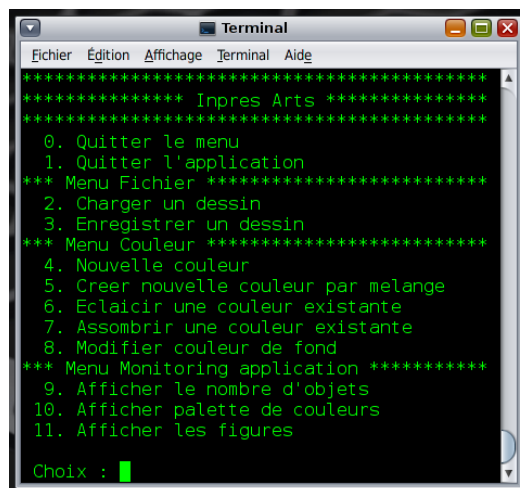 Terminal
Fichier Édition Affichage Terminal Aide
*******************************************
*************** Inpres Arts ***************
*******************************************
0. Quitter le menu
1. Quitter l'application
*** Menu Fichier **************************
2. Charger un dessin
3. Enregistrer un dessin
*** Menu Couleur **************************
4. Nouvelle couleur
5. Creer nouvelle couleur par melange
6. Eclaicir une couleur existante
7. Assombrir une couleur existante
8. Modifier couleur de fond
*** Menu Monitoring application ***********
9. Afficher le nombre d'objets
10. Afficher palette de couleurs
11. Afficher les figures
Choix :